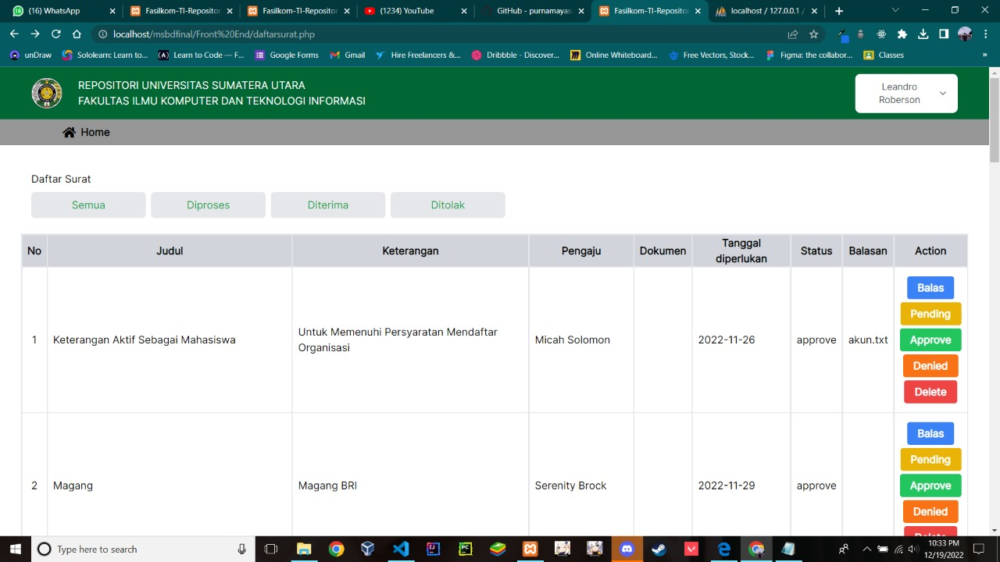 (16) WhatsApp
Fasilkom-TI-Repositor
Fasilkom-TI-Repositor
(1234) YouTube
GitHub - purnamayas
Fasilkom-TI-Repositor
localhost / 127.0.0.1 /
localhost/msbdfinal/Front%20End/daftarsurat.php
unDraw
Sololearn: Learn to...
Learn to Code — F...
Google Forms
Gmail
Hire Freelancers &...
Dribbble - Discover...
Online Whiteboard...
Free Vectors, Stock...
Figma: the collabor...
Classes
»
REPOSITORI UNIVERSITAS SUMATERA UTARA
FAKULTAS ILMU KOMPUTER DAN TEKNOLOGI INFORMASI
Leandro
Roberson
Home
Daftar Surat
Semua
Diproses
Diterima
Ditolak
No
Judul
Keterangan
Pengaju
Dokumen
Tanggal
diperlukan
Status
Balasan
Action
1
Keterangan Aktif Sebagai Mahasiswa
Untuk Memenuhi Persyaratan Mendaftar
Organisasi
Micah Solomon
2022-11-26
approve
akun.txt
Balas
Pending
Approve
Denied
Delete
2
Magang
Magang BRI
Serenity Brock
2022-11-29
approve
Balas
Pending
Approve
Denied
Delete
Type here to search
10:33 PM
12/19/2022